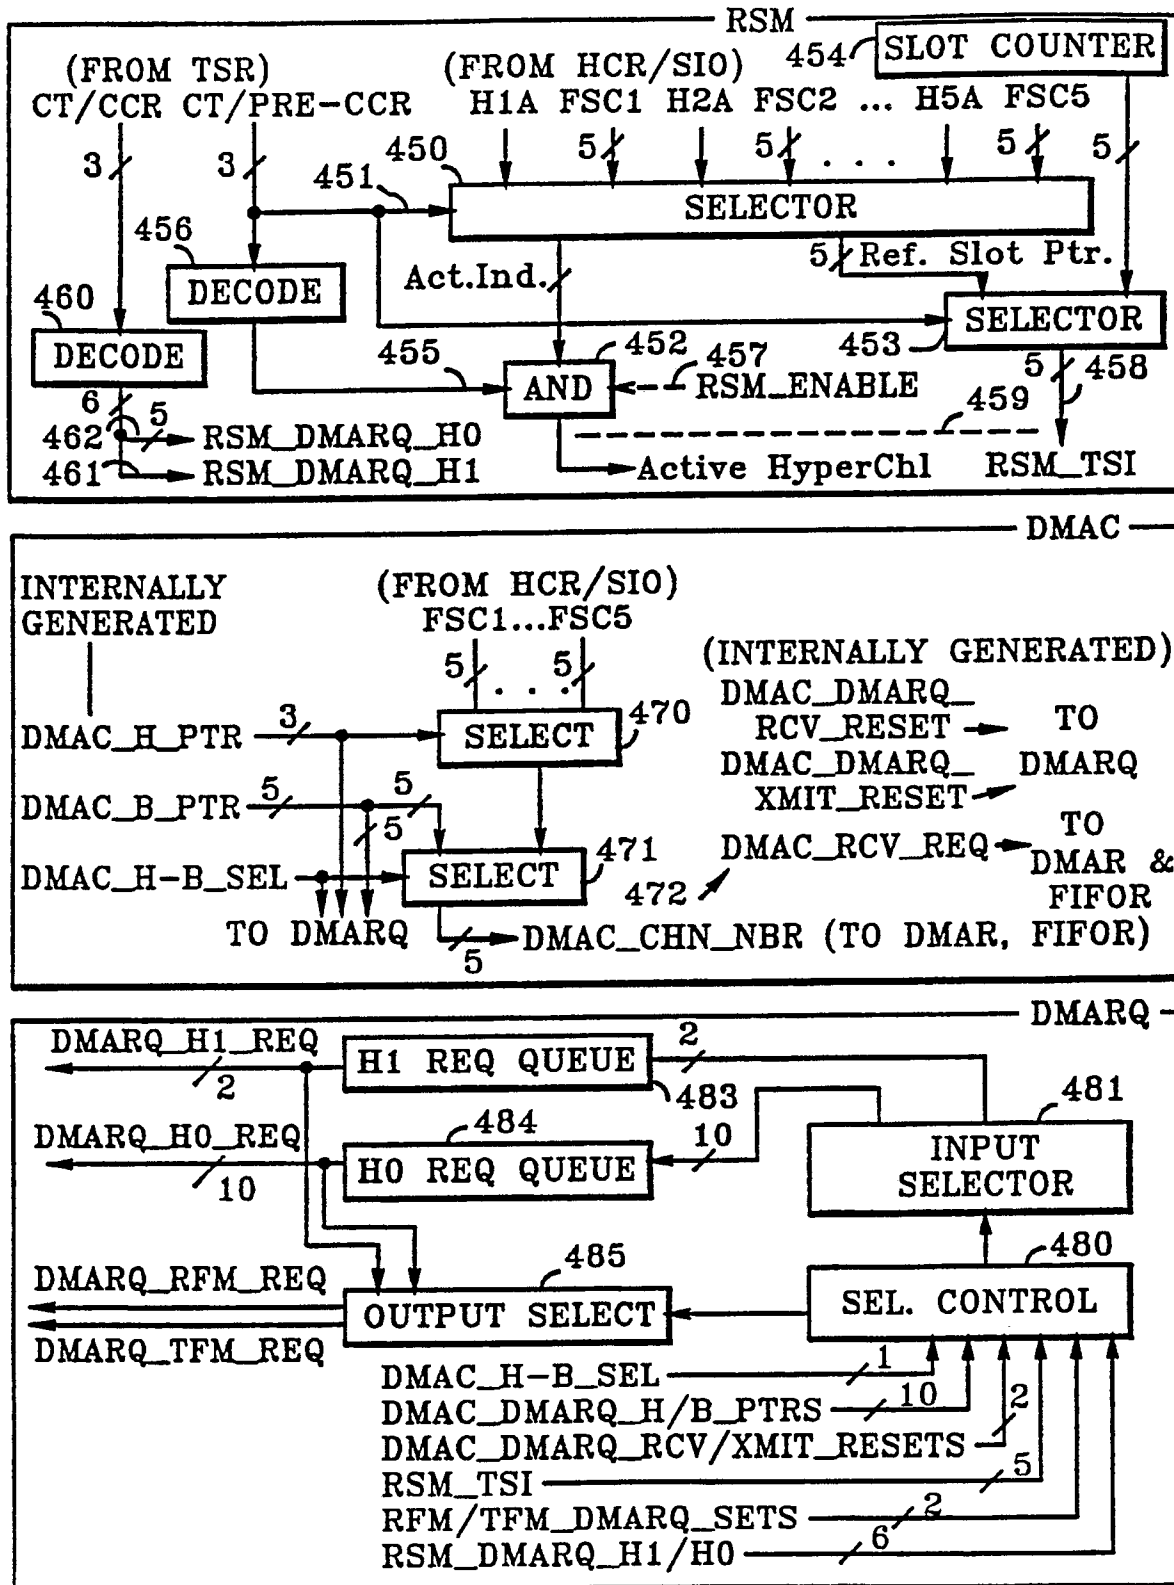 RSM
454 SLOT COUNTER
(FROM TSR)
CT/CCR CT/PRE-CCR
(FROM HCR/SIO)
H1A FSC1 H2A FSC2 ... H5A FSC5
3 3 450 5 5 . . . 5 5
451
SELECTOR
456
DECODE
Act.Ind.
5 Ref. Slot Ptr.
460
DECODE
SELECTOR
453
455
452
457
AND
RSM_ENABLE
5 458
459
6
462 5 RSM_DMARQ_H0
461 RSM_DMARQ_H1
Active HyperChl RSM_TSI
DMAC
INTERNALLY
GENERATED
(FROM HCR/SIO)
FSC1...FSC5
5 . . . 5
(INTERNALLY GENERATED)
DMAC_DMARQ_
RCV_RESET TO
DMAC_DMARQ_ DMARQ
XMIT_RESET
DMAC_H_PTR 3
SELECT 470
DMAC_B_PTR 5 5
5
DMAC_H-B_SEL
SELECT 471
472 DMAC_RCV_REQ TO
DMAR &
FIFOR
TO DMARQ
5 DMAC_CHN_NBR (TO DMAR, FIFOR)
DMARQ
DMARQ_H1_REQ
2
H1 REQ QUEUE 2
483
DMARQ_H0_REQ
10
484
H0 REQ QUEUE 10
481
INPUT
SELECTOR
480
SEL. CONTROL
485
OUTPUT SELECT
DMARQ_RFM_REQ
DMARQ_TFM_REQ
DMAC_H-B_SEL 1
DMAC_DMARQ_H/B_PTRS 10
DMAC_DMARQ_RCV/XMIT_RESETS 2
RSM_TSI 5
RFM/TFM_DMARQ_SETS 2
RSM_DMARQ_H1/H0 6